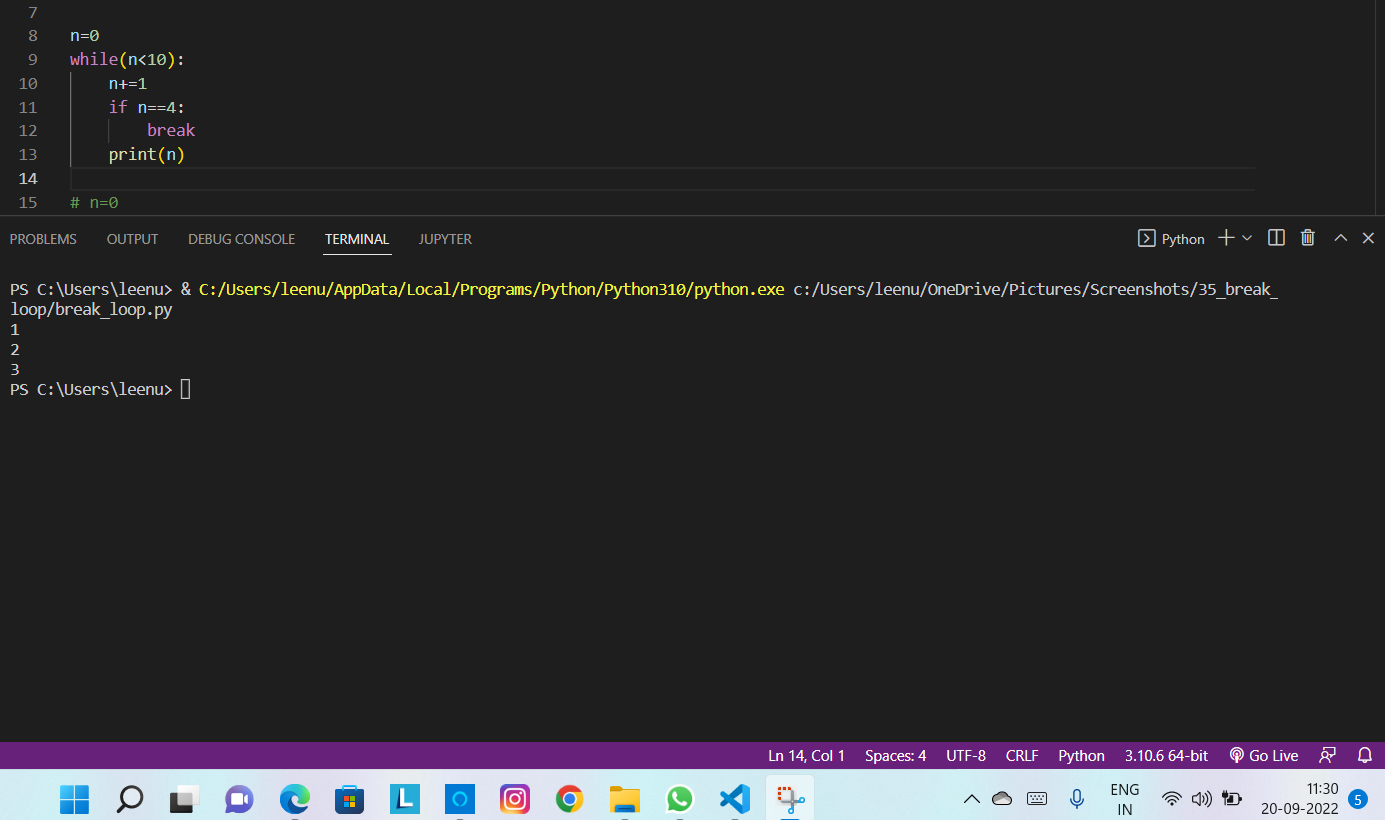 7
8 n=0
9 while(n<10):
10     n+=1
11     if n==4:
12         break
13     print(n)
14
15 # n=0
PROBLEMS OUTPUT DEBUG CONSOLE TERMINAL JUPYTER Python
PS C:\Users\leenu> & C:/Users/leenu/AppData/Local/Programs/Python/Python310/python.exe c:/Users/leenu/OneDrive/Pictures/Screenshots/35_break_
loop/break_loop.py
1
2
3
PS C:\Users\leenu>
Ln 14, Col 1 Spaces: 4 UTF-8 CRLF Python 3.10.6 64-bit Go Live
L
ENG 11:30
IN 20-09-2022 5